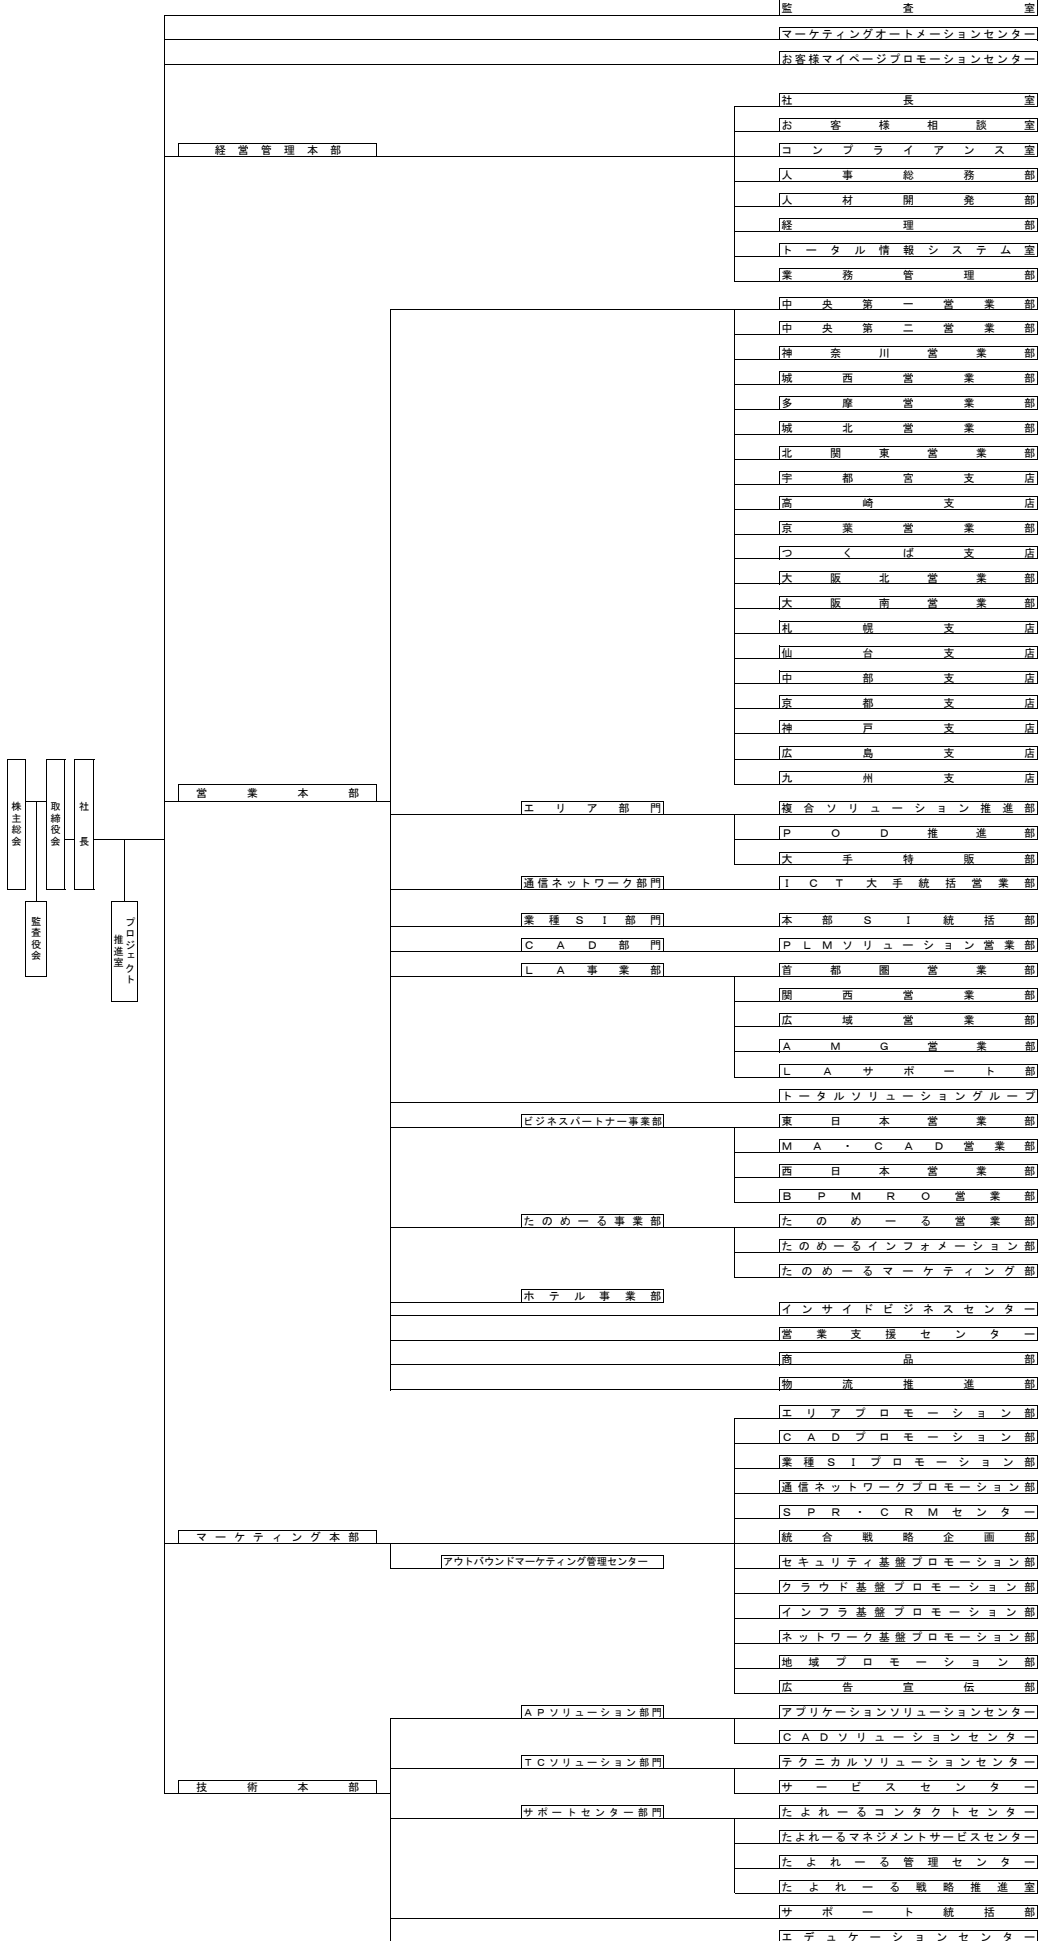 監査室
マーケティングオートメーションセンター
お客様マイページプロモーションセンター
社長室
お客様相談室
経営管理本部
コンプライアンス室
人事総務部
人材開発部
経理部
トータル情報システム室
業務管理部
中央第一営業部
中央第二営業部
神奈川営業部
城西営業部
多摩営業部
城北営業部
北関東営業部
宇都宮支店
高崎支店
京葉営業部
つくば支店
大阪北営業部
大阪南営業部
札幌支店
仙台支店
中部支店
京都支店
神戸支店
広島支店
九州支店
株主総会
取締役会
社長
監査役会
プロジェクト
推進室
営業本部
エリア部門
複合ソリューション推進部
ＰＯＤ推進部
大手特販部
通信ネットワーク部門
ＩＣＴ大手統括営業部
業種ＳＩ部門
本部ＳＩ統括部
ＣＡＤ部門
ＰＬＭソリューション営業部
ＬＡ事業部
首都圏営業部
関西営業部
広域営業部
ＡＭＧ営業部
ＬＡサポート部
トータルソリューショングループ
ビジネスパートナー事業部
東日本営業部
ＭＡ・ＣＡＤ営業部
西日本営業部
ＢＰＭＲＯ営業部
たのめーる事業部
たのめーる営業部
たのめーるインフォメーション部
たのめーるマーケティング部
ホテル事業部
インサイドビジネスセンター
営業支援センター
商品部
物流推進部
エリアプロモーション部
ＣＡＤプロモーション部
業種ＳＩプロモーション部
通信ネットワークプロモーション部
ＳＰＲ・ＣＲＭセンター
マーケティング本部
統合戦略企画部
アウトバウンドマーケティング管理センター
セキュリティ基盤プロモーション部
クラウド基盤プロモーション部
インフラ基盤プロモーション部
ネットワーク基盤プロモーション部
地域プロモーション部
広告宣伝部
ＡＰソリューション部門
アプリケーションソリューションセンター
ＣＡＤソリューションセンター
ＴＣソリューション部門
テクニカルソリューションセンター
技術本部
サービスセンター
サポートセンター部門
たよれーるコンタクトセンター
たよれーるマネジメントサービスセンター
たよれーる管理センター
たよれーる戦略推進室
サポート統括部
エデュケーションセンター